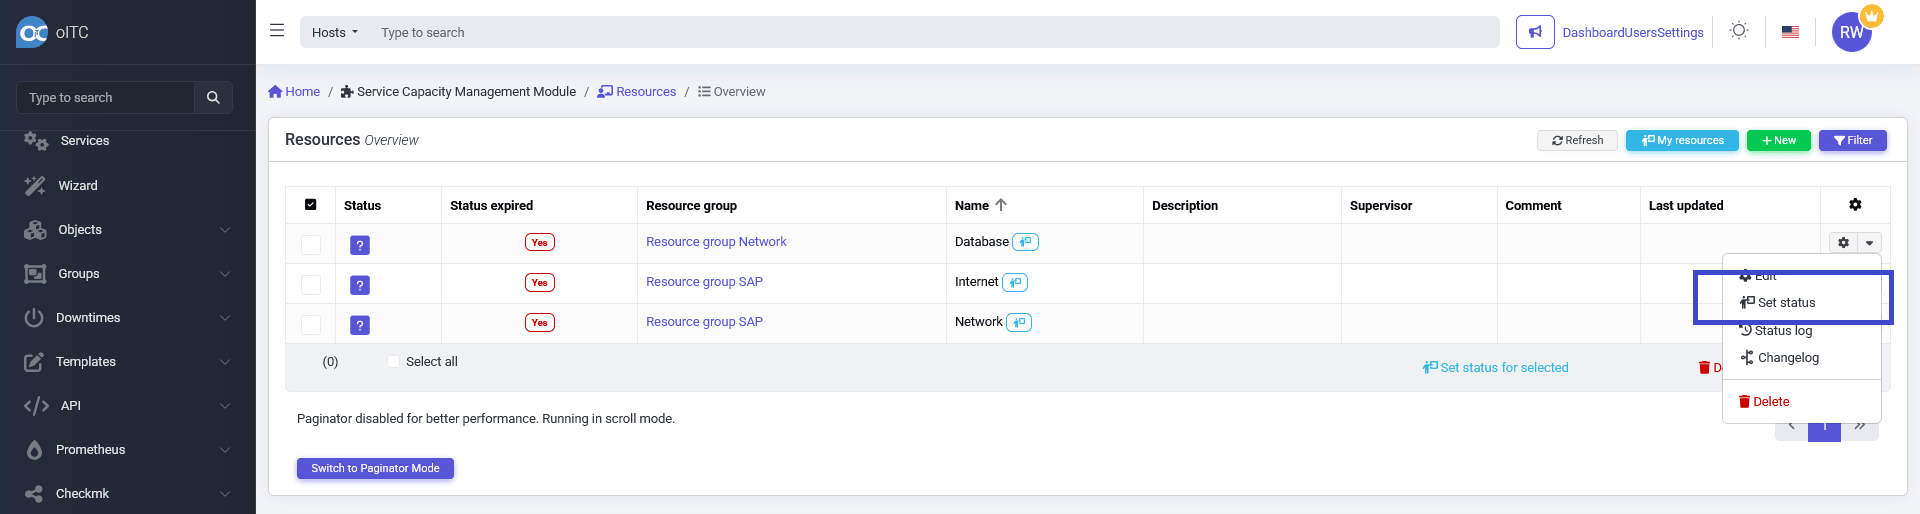 oITC
Hosts Type to search DashboardUsersSettings RW
Type to search
Home / Service Capacity Management Module / Resources / Overview
Services
Wizard
Objects
Groups
Downtimes
Templates
API
Prometheus
Checkmk
Resources Overview Refresh My resources + New Filter
Status Status expired Resource group Name Description Supervisor Comment Last updated
? Yes Resource group Network Database
? Yes Resource group SAP Internet
? Yes Resource group SAP Network
Edit
Set status
Status log
Changelog
Delete
(0) Select all Set status for selected
Paginator disabled for better performance. Running in scroll mode.
1
Switch to Paginator Mode